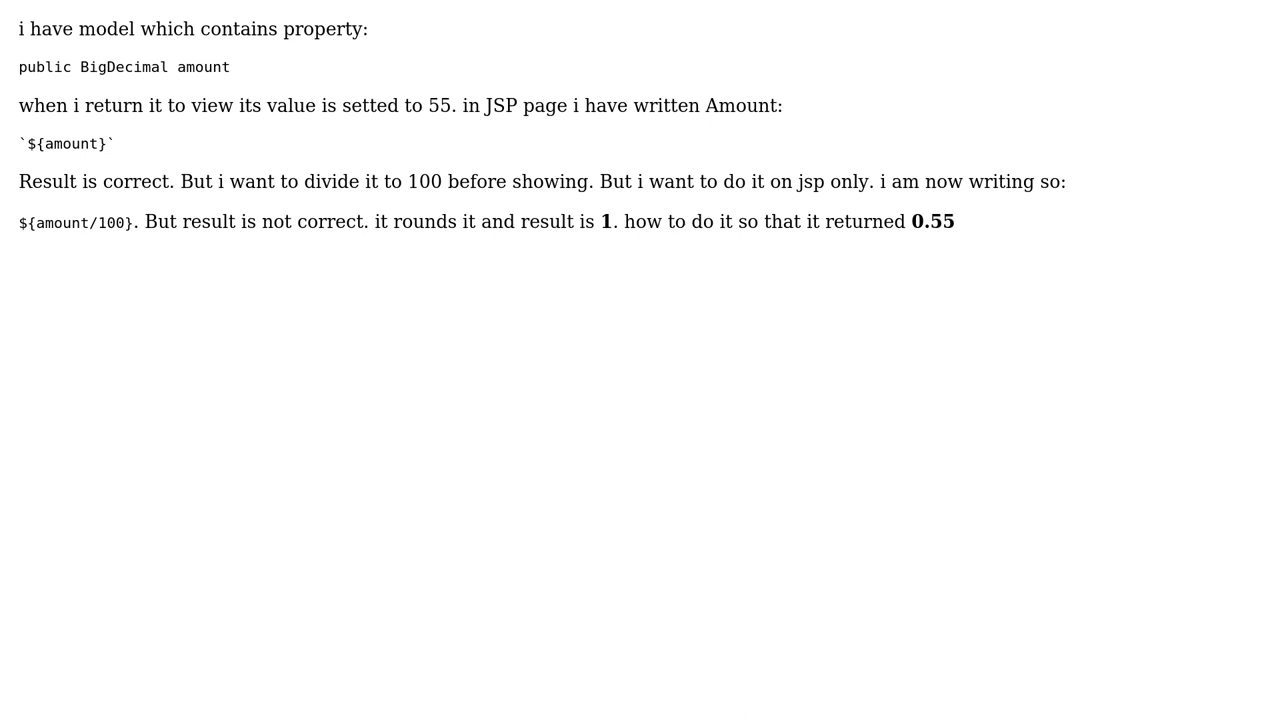 i have model which contains property:
public BigDecimal amount
when i return it to view its value is setted to 55. in JSP page i have written Amount:
`${amount}`
Result is correct. But i want to divide it to 100 before showing. But i want to do it on jsp only. i am now writing so:
${amount/100}. But result is not correct. it rounds it and result is 1. how to do it so that it returned 0.55